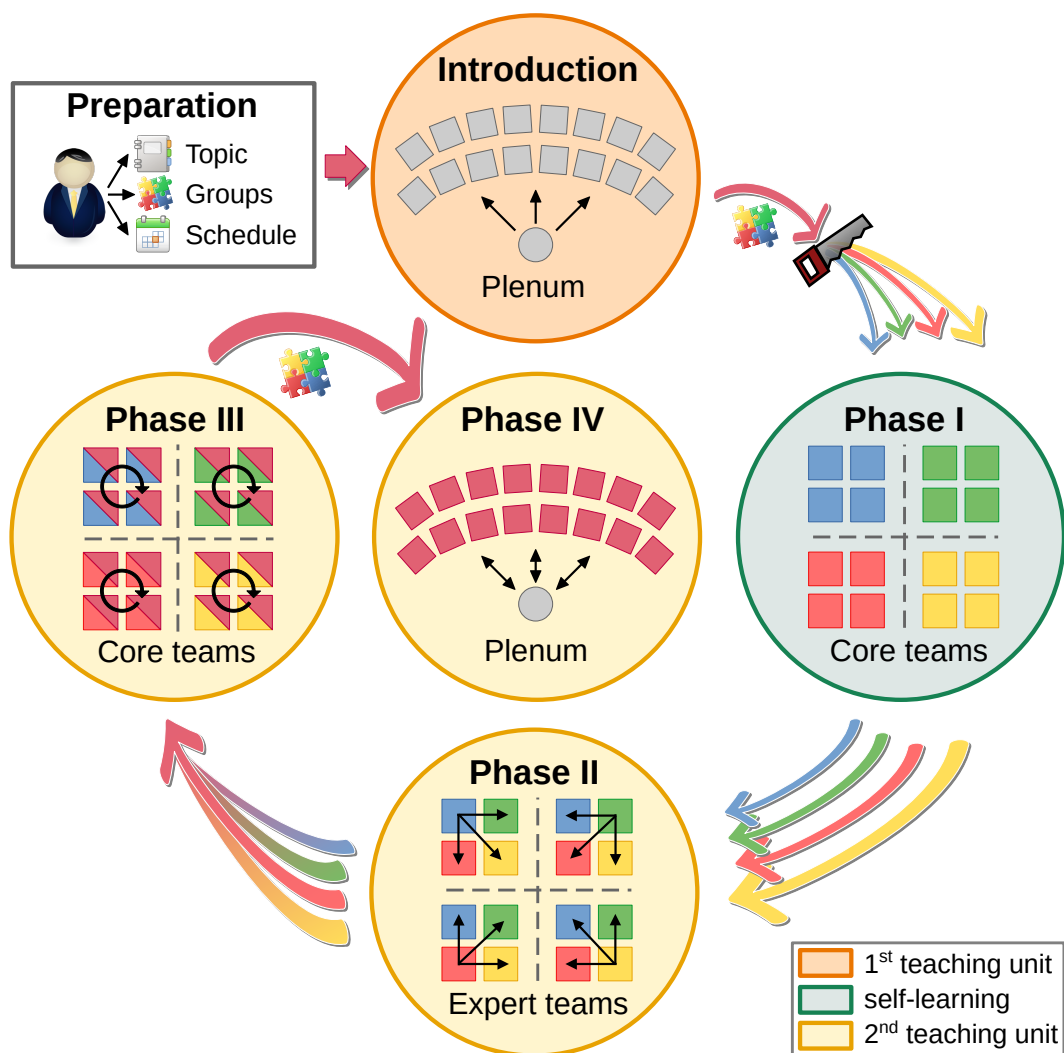 Preparation
Topic
Groups
Schedule
Introduction
Plenum
Phase III
Core teams
Phase IV
Plenum
Phase I
Core teams
Phase II
Expert teams
1st teaching unit
self-learning
2nd teaching unit